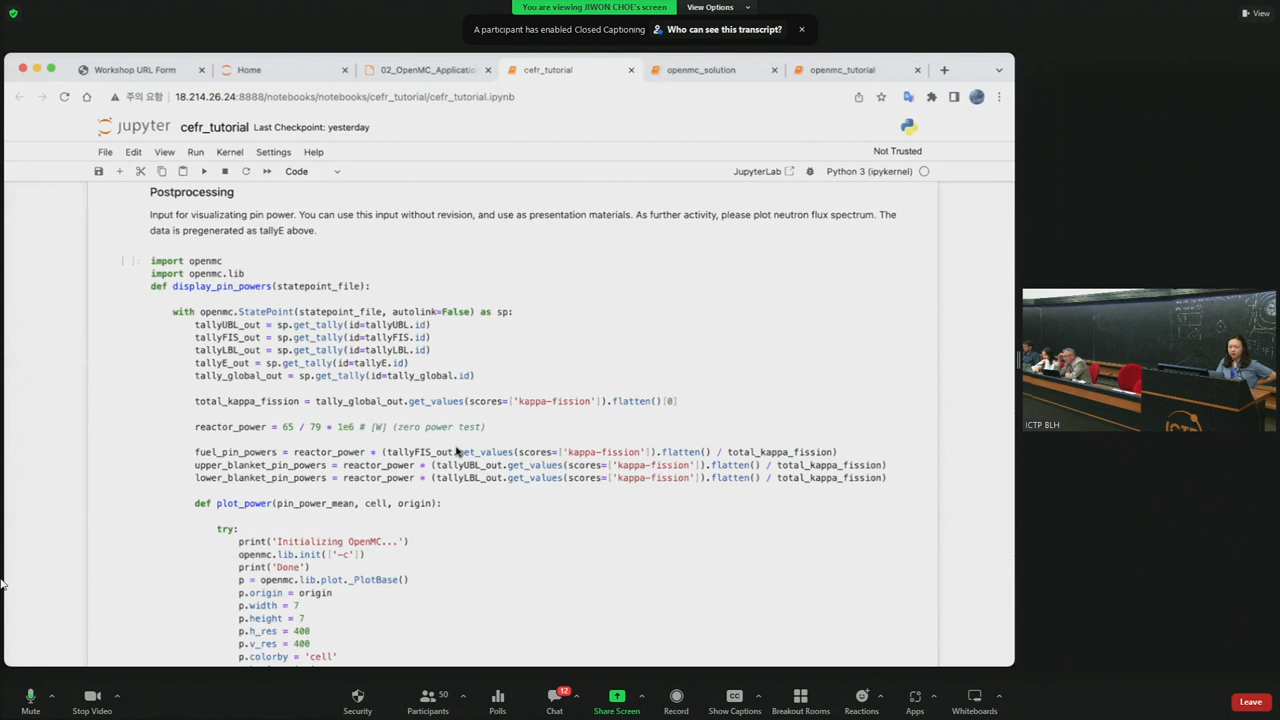 You are viewing JIWON CHOE's screen
View Options
View
A participant has enabled Closed Captioning
Who can see this transcript?
Workshop URL Form
Home
02_OpenMC_Applicatio
cefr_tutorial
openmc_solution
openmc_tutorial
주의 요함
18.214.26.24:8888/notebooks/notebooks/cefr_tutorial/cefr_tutorial.ipynb
jupyter cefr_tutorial Last Checkpoint: yesterday
File Edit View Run Kernel Settings Help
Not Trusted
Code
JupyterLab
Python 3 (ipykernel)
Postprocessing
Input for visualizating pin power. You can use this input without revision, and use as presentation materials. As further activity, please plot neutron flux spectrum. The
data is pregenerated as tallyE above.
[ ]: import openmc
import openmc.lib
def display_pin_powers(statepoint_file):
with openmc.StatePoint(statepoint_file, autolink=False) as sp:
tallyUBL_out = sp.get_tally(id=tallyUBL.id)
tallyFIS_out = sp.get_tally(id=tallyFIS.id)
tallyLBL_out = sp.get_tally(id=tallyLBL.id)
tallyE_out = sp.get_tally(id=tallyE.id)
tally_global_out = sp.get_tally(id=tally_global.id)
total_kappa_fission = tally_global_out.get_values(scores=['kappa-fission']).flatten()[0]
reactor_power = 65 / 79 * 1e6 # [W] (zero power test)
fuel_pin_powers = reactor_power * (tallyFIS_out.get_values(scores=['kappa-fission']).flatten() / total_kappa_fission)
upper_blanket_pin_powers = reactor_power * (tallyUBL_out.get_values(scores=['kappa-fission']).flatten() / total_kappa_fission)
lower_blanket_pin_powers = reactor_power * (tallyLBL_out.get_values(scores=['kappa-fission']).flatten() / total_kappa_fission)
def plot_power(pin_power_mean, cell, origin):
try:
print('Initializing OpenMC...')
openmc.lib.init(['-c'])
print('Done')
p = openmc.lib.plot._PlotBase()
p.origin = origin
p.width = 7
p.height = 7
p.h_res = 400
p.v_res = 400
p.colorby = 'cell'
ICTP
ICTP BLH
Mute
Stop Video
Security
Participants 50
Polls
Chat 12
Share Screen
Record
Show Captions
Breakout Rooms
Reactions
Apps
Whiteboards
Leave